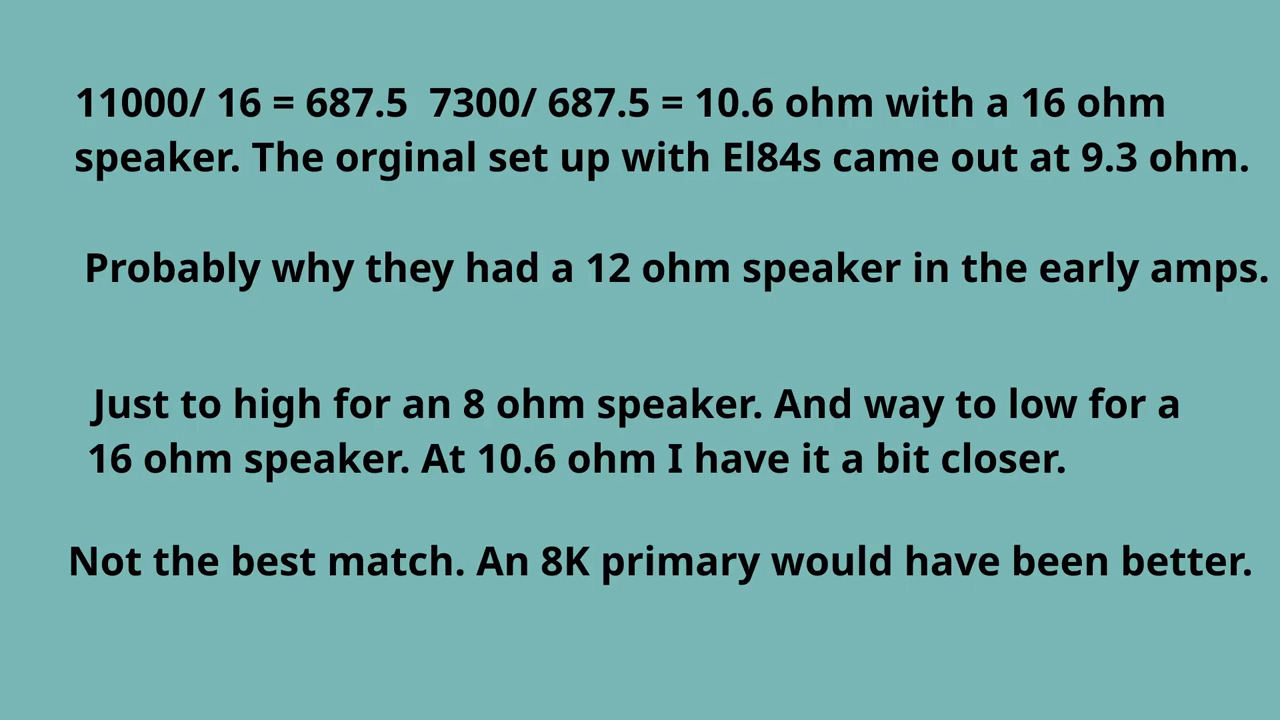 11000/ 16 = 687.5  7300/ 687.5 = 10.6 ohm with a 16 ohm
speaker. The orginal set up with El84s came out at 9.3 ohm.
Probably why they had a 12 ohm speaker in the early amps.
Just to high for an 8 ohm speaker. And way to low for a
16 ohm speaker. At 10.6 ohm I have it a bit closer.
Not the best match. An 8K primary would have been better.